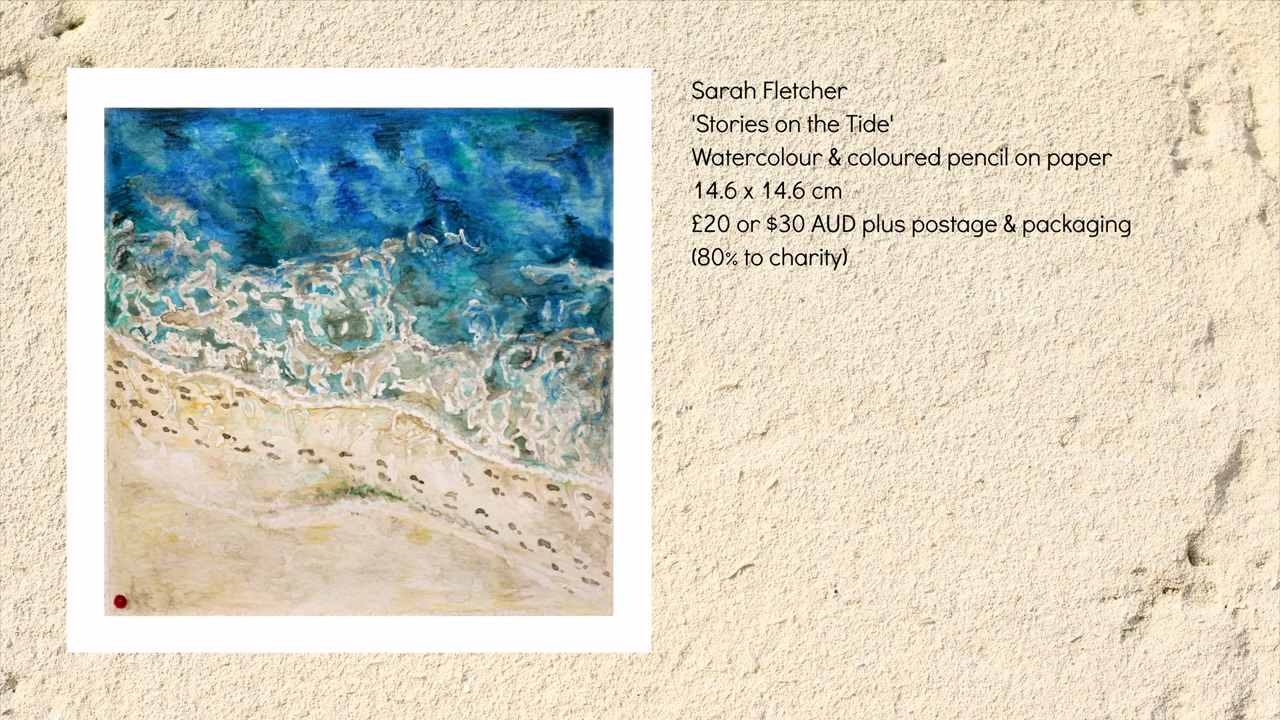 Sarah Fletcher
'Stories on the Tide'
Watercolour & coloured pencil on paper
14.6 x 14.6 cm
£20 or $30 AUD plus postage & packaging
(80% to charity)